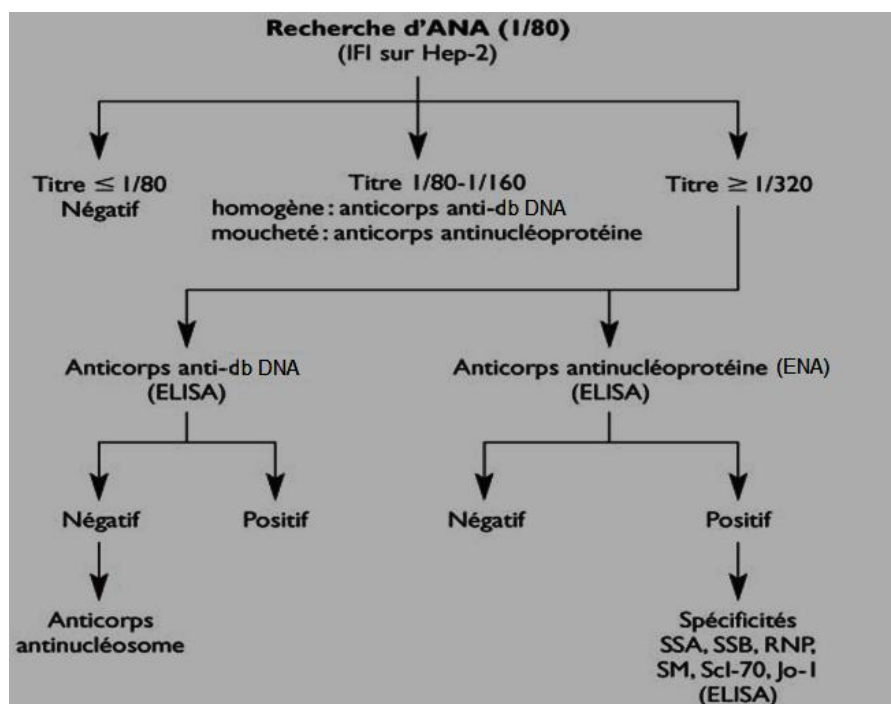 Recherche d'ANA (1/80)
(IFI sur Hep-2)
Titre ≤ 1/80
Négatif
Titre 1/80-1/160
homogène : anticorps anti-db DNA
moucheté : anticorps antinucléoprotéine
Titre ≥ 1/320
Anticorps anti-db DNA
(ELISA)
Anticorps antinucléoprotéine (ENA)
(ELISA)
Négatif
Positif
Négatif
Positif
Anticorps
antinucléosome
Spécificités
SSA, SSB, RNP,
SM, Scl-70, Jo-1
(ELISA)